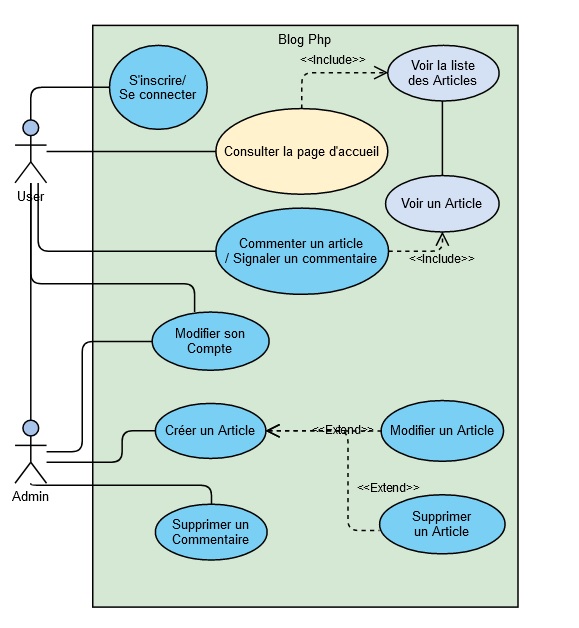 Blog Php
S'inscrire/
Se connecter
<<Include>>
Voir la liste
des Articles
Consulter la page d'accueil
User
Voir un Article
Commenter un article
/ Signaler un commentaire
<<Include>>
Modifier son
Compte
Créer un Article
<<Extend>>
Modifier un Article
Admin
<<Extend>>
Supprimer un
Commentaire
Supprimer
un Article